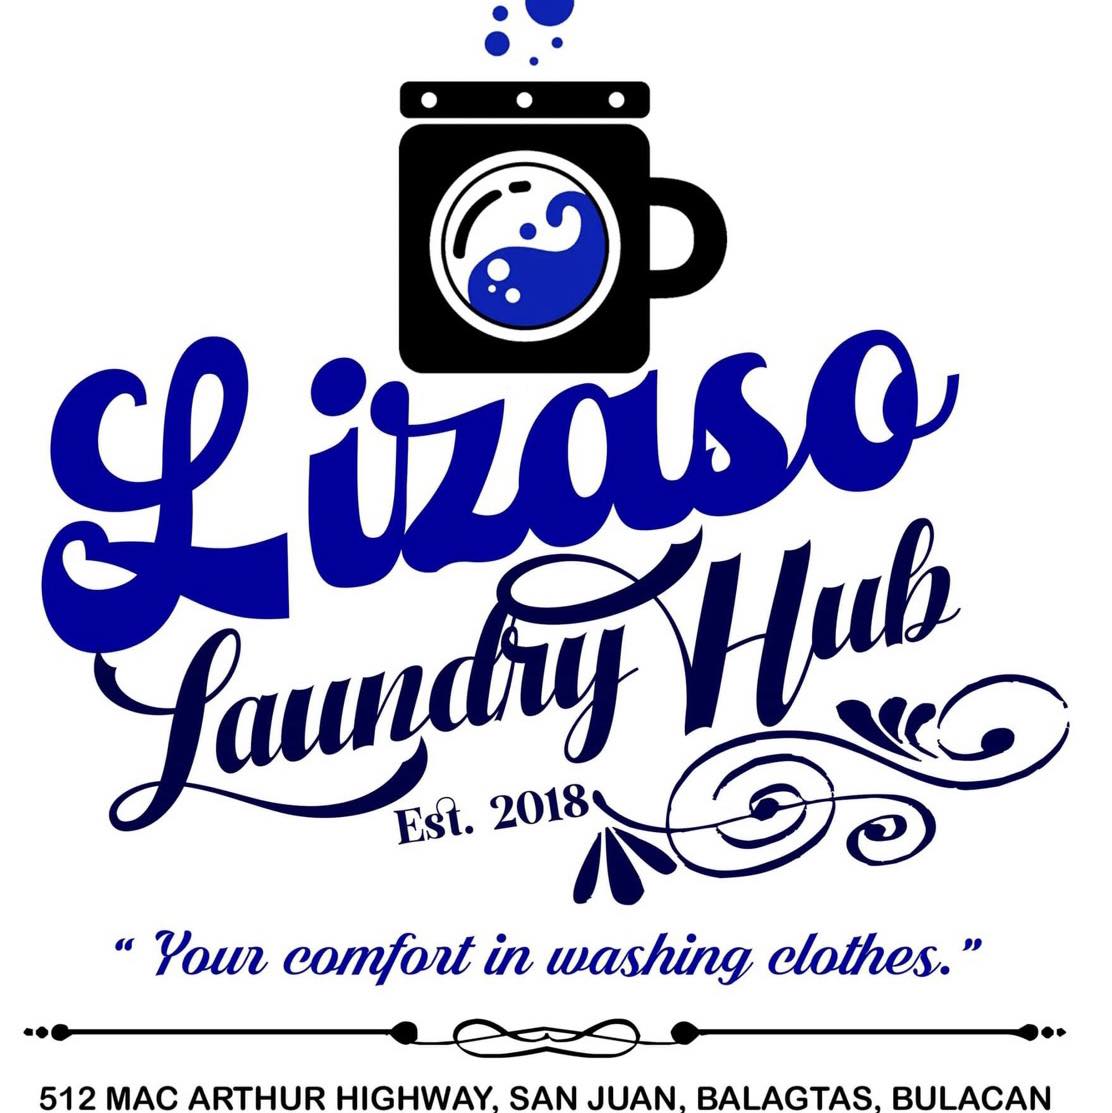 Lizaso
Laundry Hub
Est. 2018
“ Your comfort in washing clothes.”
512 MAC ARTHUR HIGHWAY, SAN JUAN, BALAGTAS, BULACAN